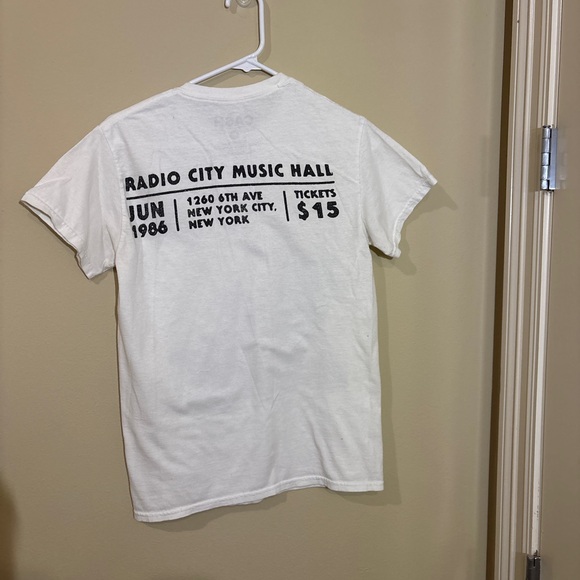 RADIO CITY MUSIC HALL
JUN
1986
1260 6TH AVE
NEW YORK CITY,
NEW YORK
TICKETS
$15